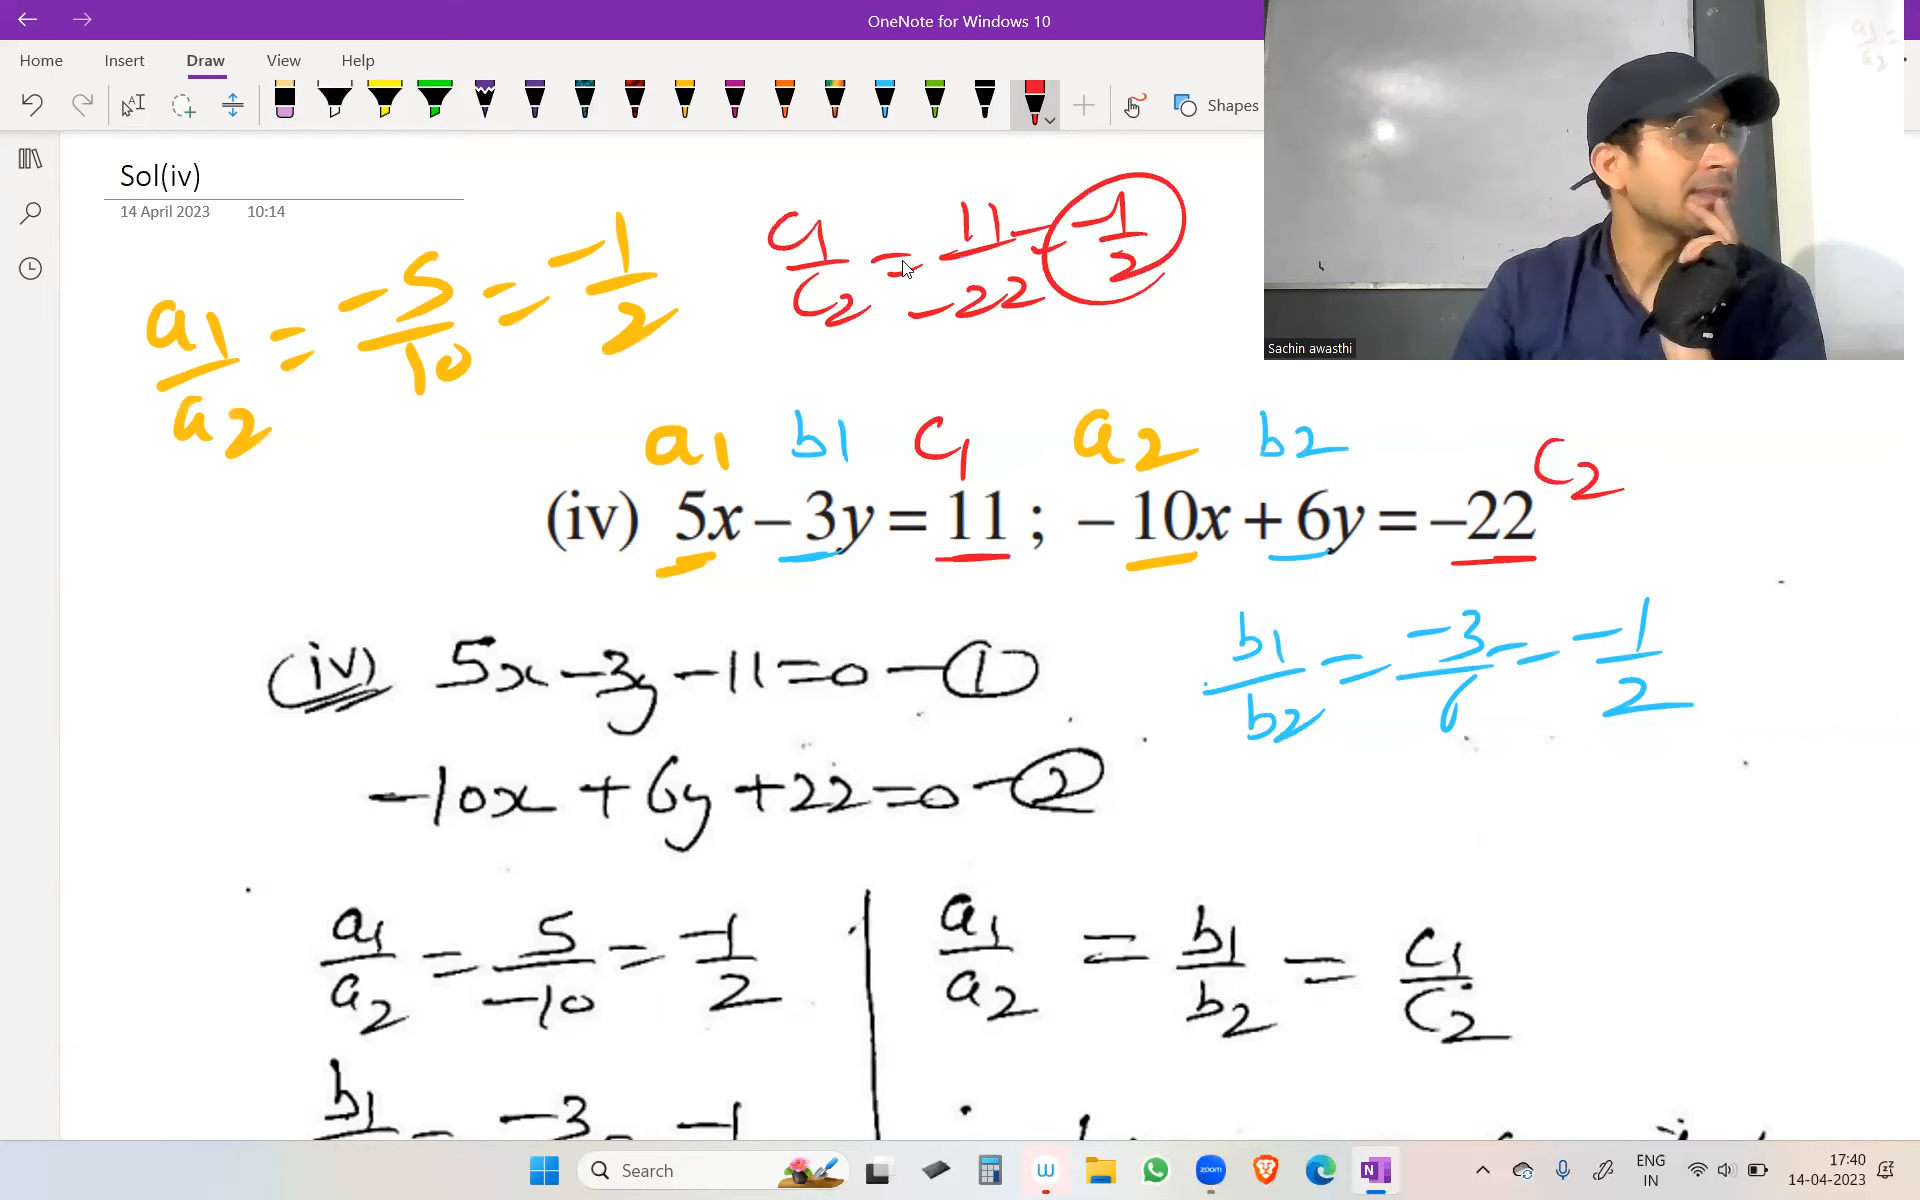 OneNote for Windows 10
Home Insert Draw View Help
Shapes
Sol(iv)
14 April 2023 10:14
a1/a2 = -5/10 = -1/2
c1/c2 = 11/-22 = -1/2
Sachin awasthi
a1 b1 c1 a2 b2 c2
(iv) 5x – 3y = 11 ; – 10x + 6y = –22
b1/b2 = -3/6 = -1/2
(iv) 5x - 3y - 11 = 0 - 1
-10x + 6y + 22 = 0 - 2
a1/a2 = 5/-10 = -1/2
a1/a2 = b1/b2 = c1/c2
b1 = -3 = -1
Search
zoom
ENG
IN
17:40
14-04-2023